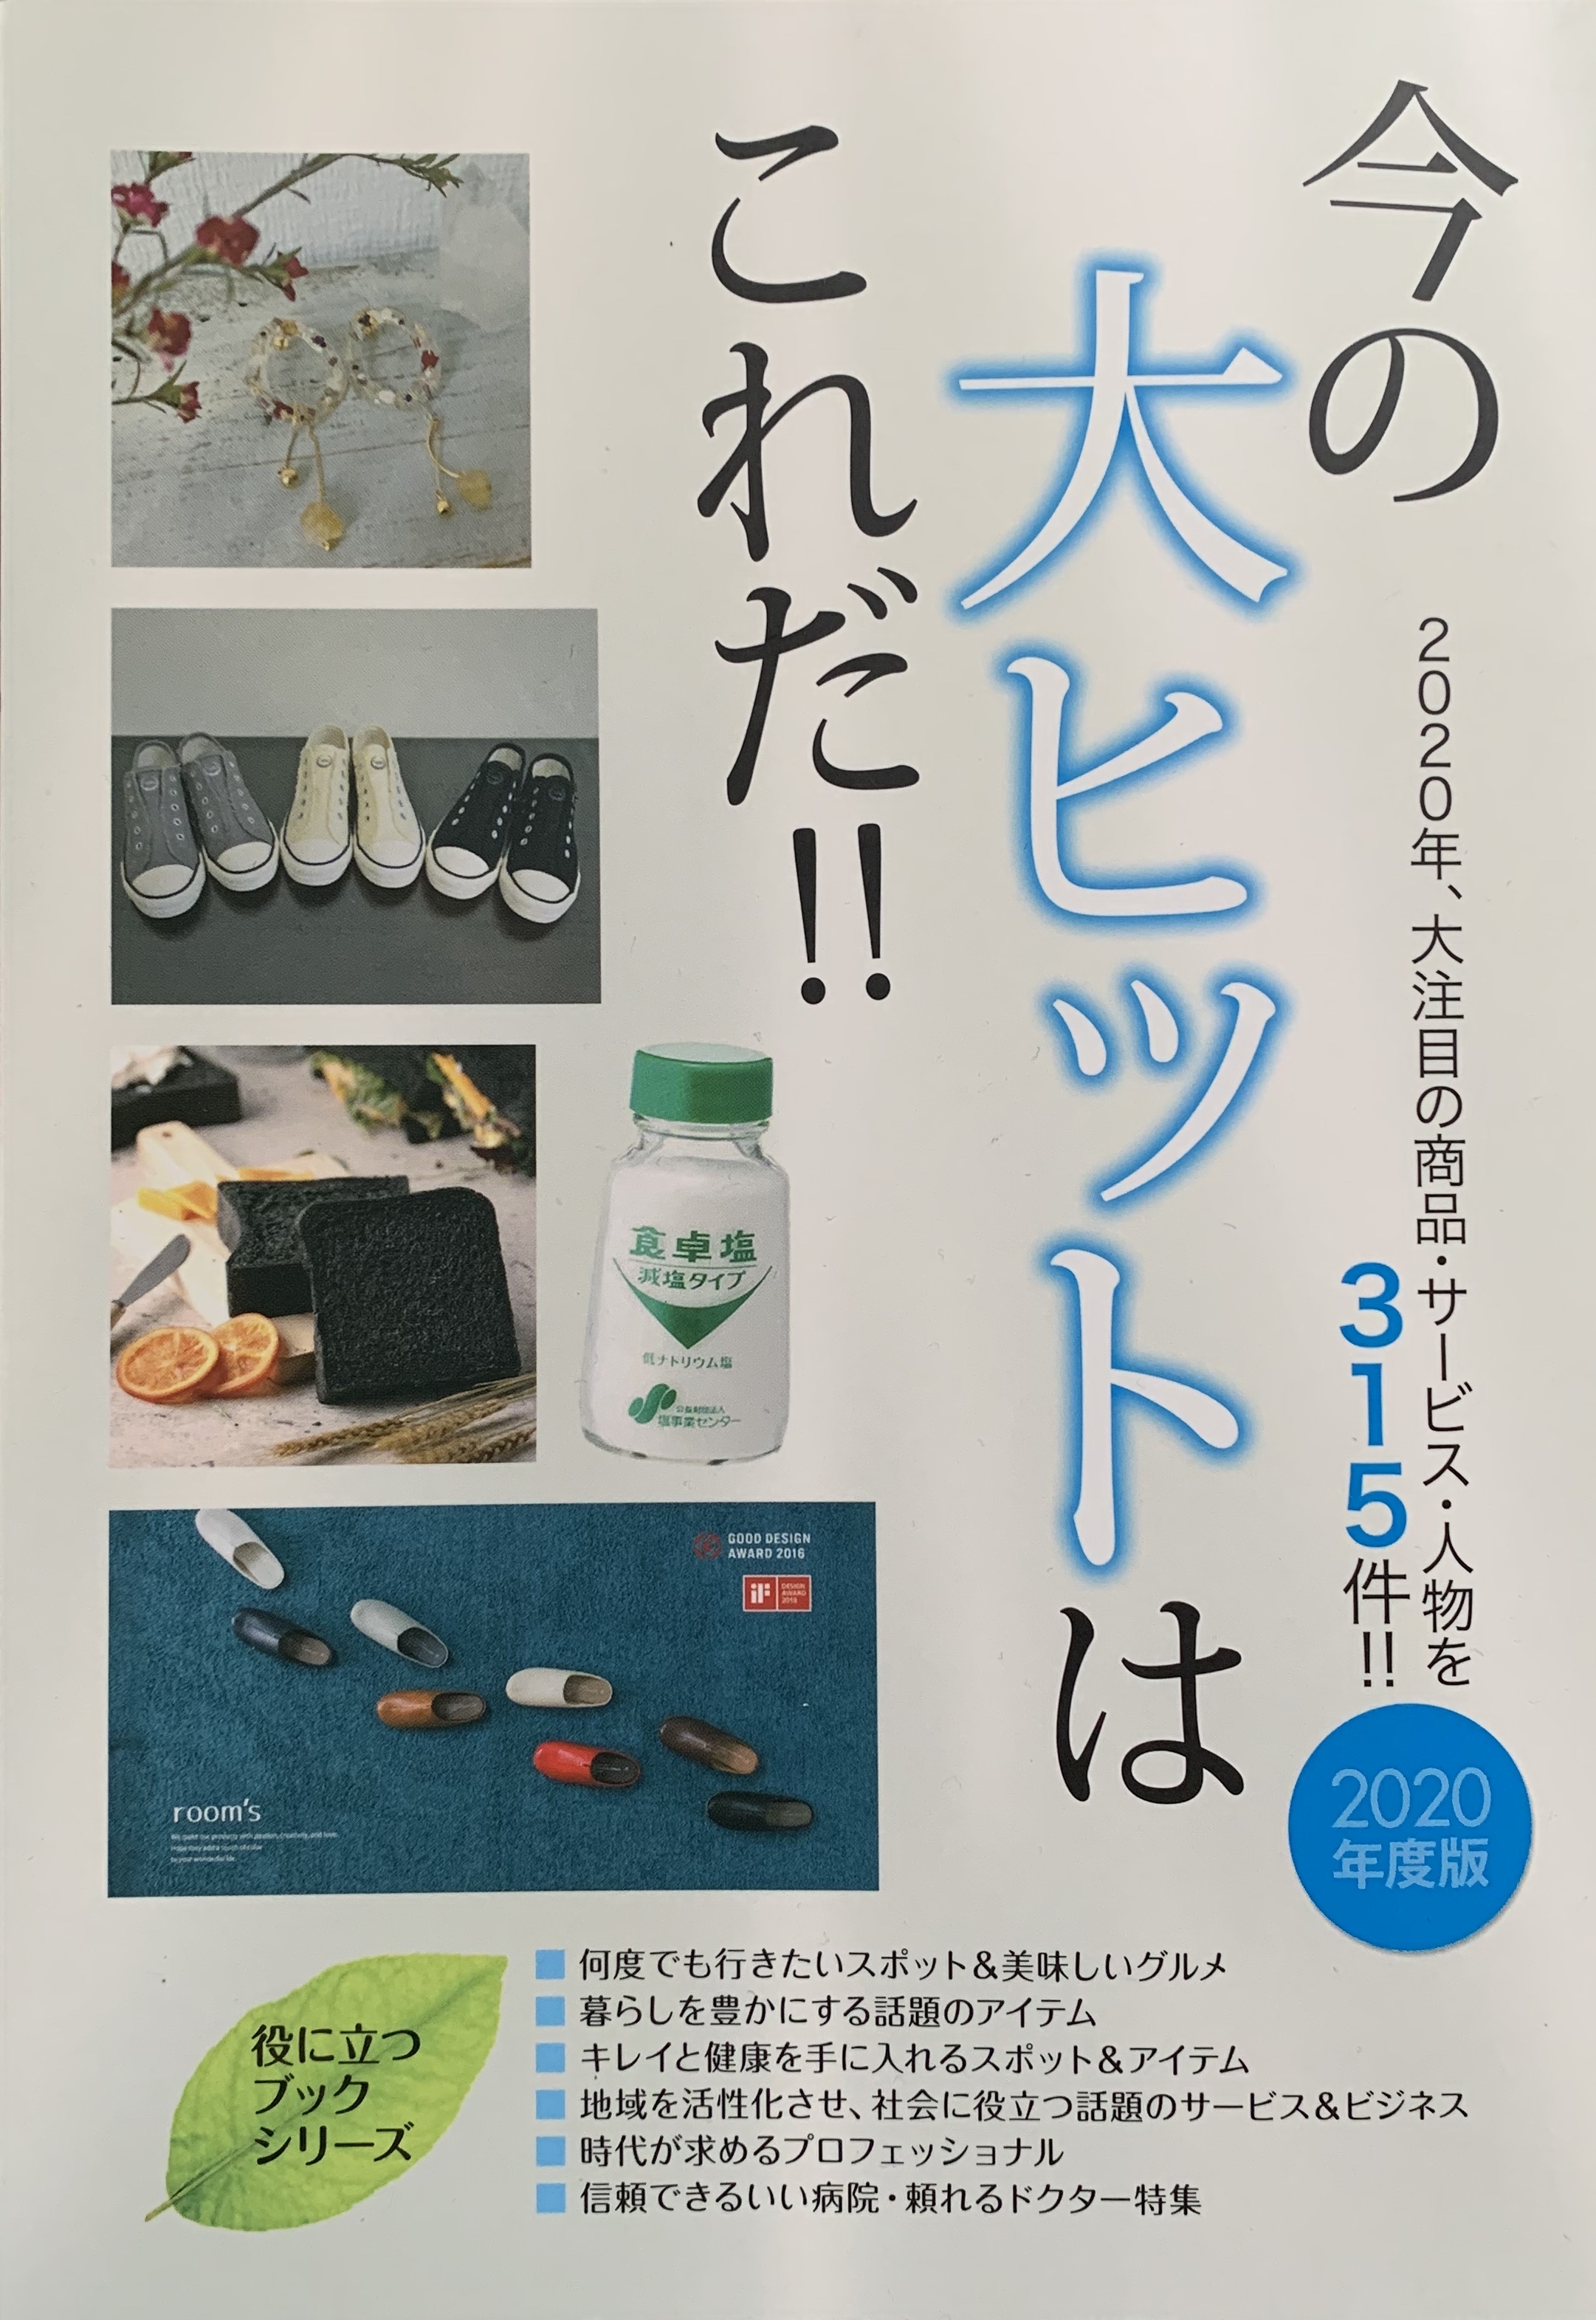 今の
大ヒットは
これだ!!
2020年、大注目の商品・サービス・人物を
315件!!
2020
年度版
食卓塩
減塩タイプ
低ナトリウム塩
公益財団法人
塩事業センター
GOOD DESIGN
AWARD 2016
iF
DESIGN
AWARD
room's
役に立つ
ブック
シリーズ
何度でも行きたいスポット&美味しいグルメ
暮らしを豊かにする話題のアイテム
キレイと健康を手に入れるスポット&アイテム
地域を活性化させ、社会に役立つ話題のサービス&ビジネス
時代が求めるプロフェッショナル
信頼できるいい病院・頼れるドクター特集